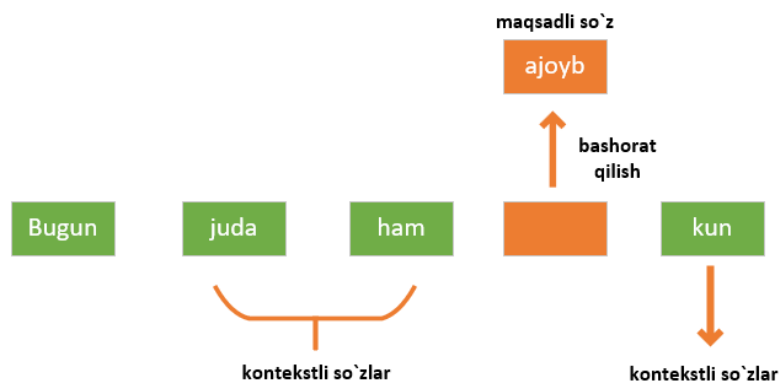 maqsadli so`z
ajoyb
bashorat
qilish
Bugun juda ham kun
kontekstli so`zlar kontekstli so`zlar